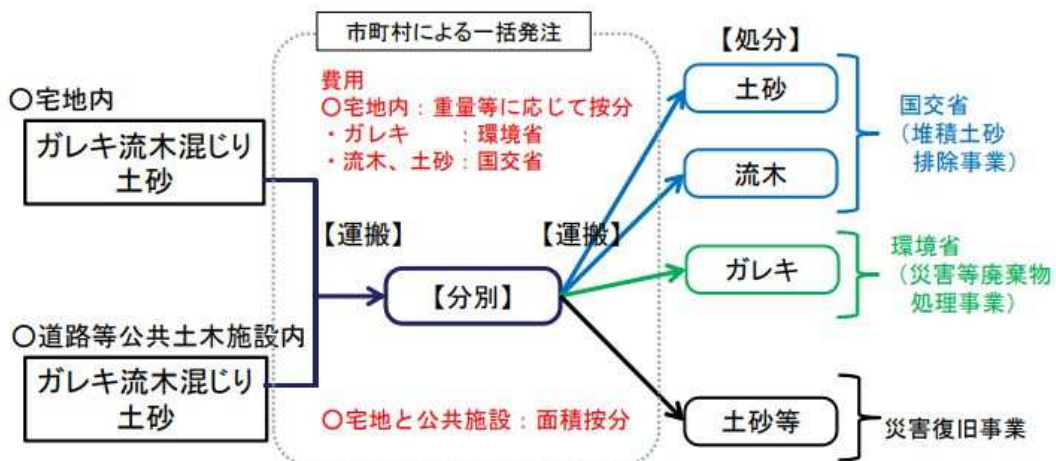 市町村による一括発注
【処分】
費用
○宅地内：重量等に応じて按分
・ガレキ　　：環境省
・流木、土砂：国交省
○宅地内
ガレキ流木混じり
土砂
【運搬】
【運搬】
【分別】
○道路等公共土木施設内
ガレキ流木混じり
土砂
○宅地と公共施設：面積按分
土砂
流木
国交省
（堆積土砂
排除事業）
ガレキ
環境省
（災害等廃棄物
処理事業）
土砂等
災害復旧事業